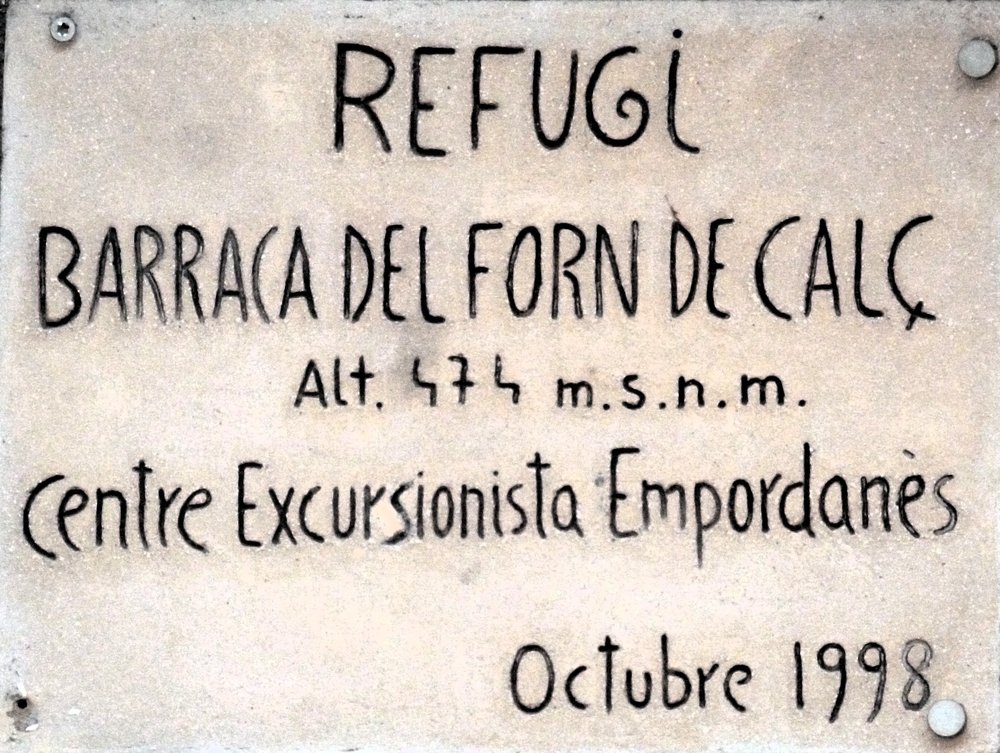 REFUGi
BARRACA DEL FORN DE CALÇ
Alt. 474 m.s.n.m.
Centre Excursionista Empordanès
Octubre 1998